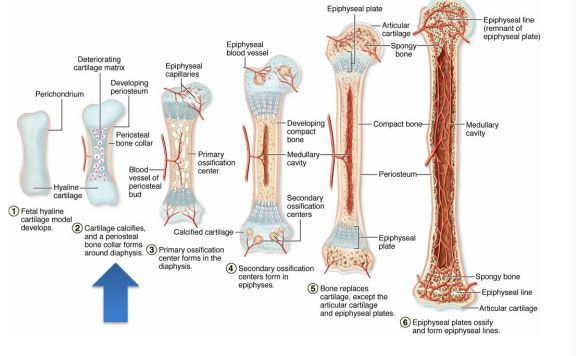 Epiphyseal plate
Articular
cartilage
Spongy
bone
Epiphyseal line
(remnant of
epiphyseal plate)
Epiphyseal
blood vessel
Deteriorating
cartilage matrix
Epiphyseal
capillaries
Developing
periosteum
Perichondrium
Periosteal
bone collar
Developing
compact
bone
Compact bone
Medullary
cavity
Primary
ossification
center
Medullary
cavity
Blood
vessel of
periosteal
bud
Periosteum
Hyaline
cartilage
Secondary
ossification
centers
Calcified cartilage
Epiphyseal
plate
1 Fetal hyaline
cartilage model
develops.
2 Cartilage calcifies,
and a periosteal
bone collar forms
around diaphysis.
3 Primary ossification
center forms in the
diaphysis.
4 Secondary ossification
centers form in
epiphyses.
5 Bone replaces
cartilage, except the
articular cartilage
and epiphyseal plates.
Spongy bone
Epiphyseal line
Articular cartilage
6 Epiphyseal plates ossify
and form epiphyseal lines.